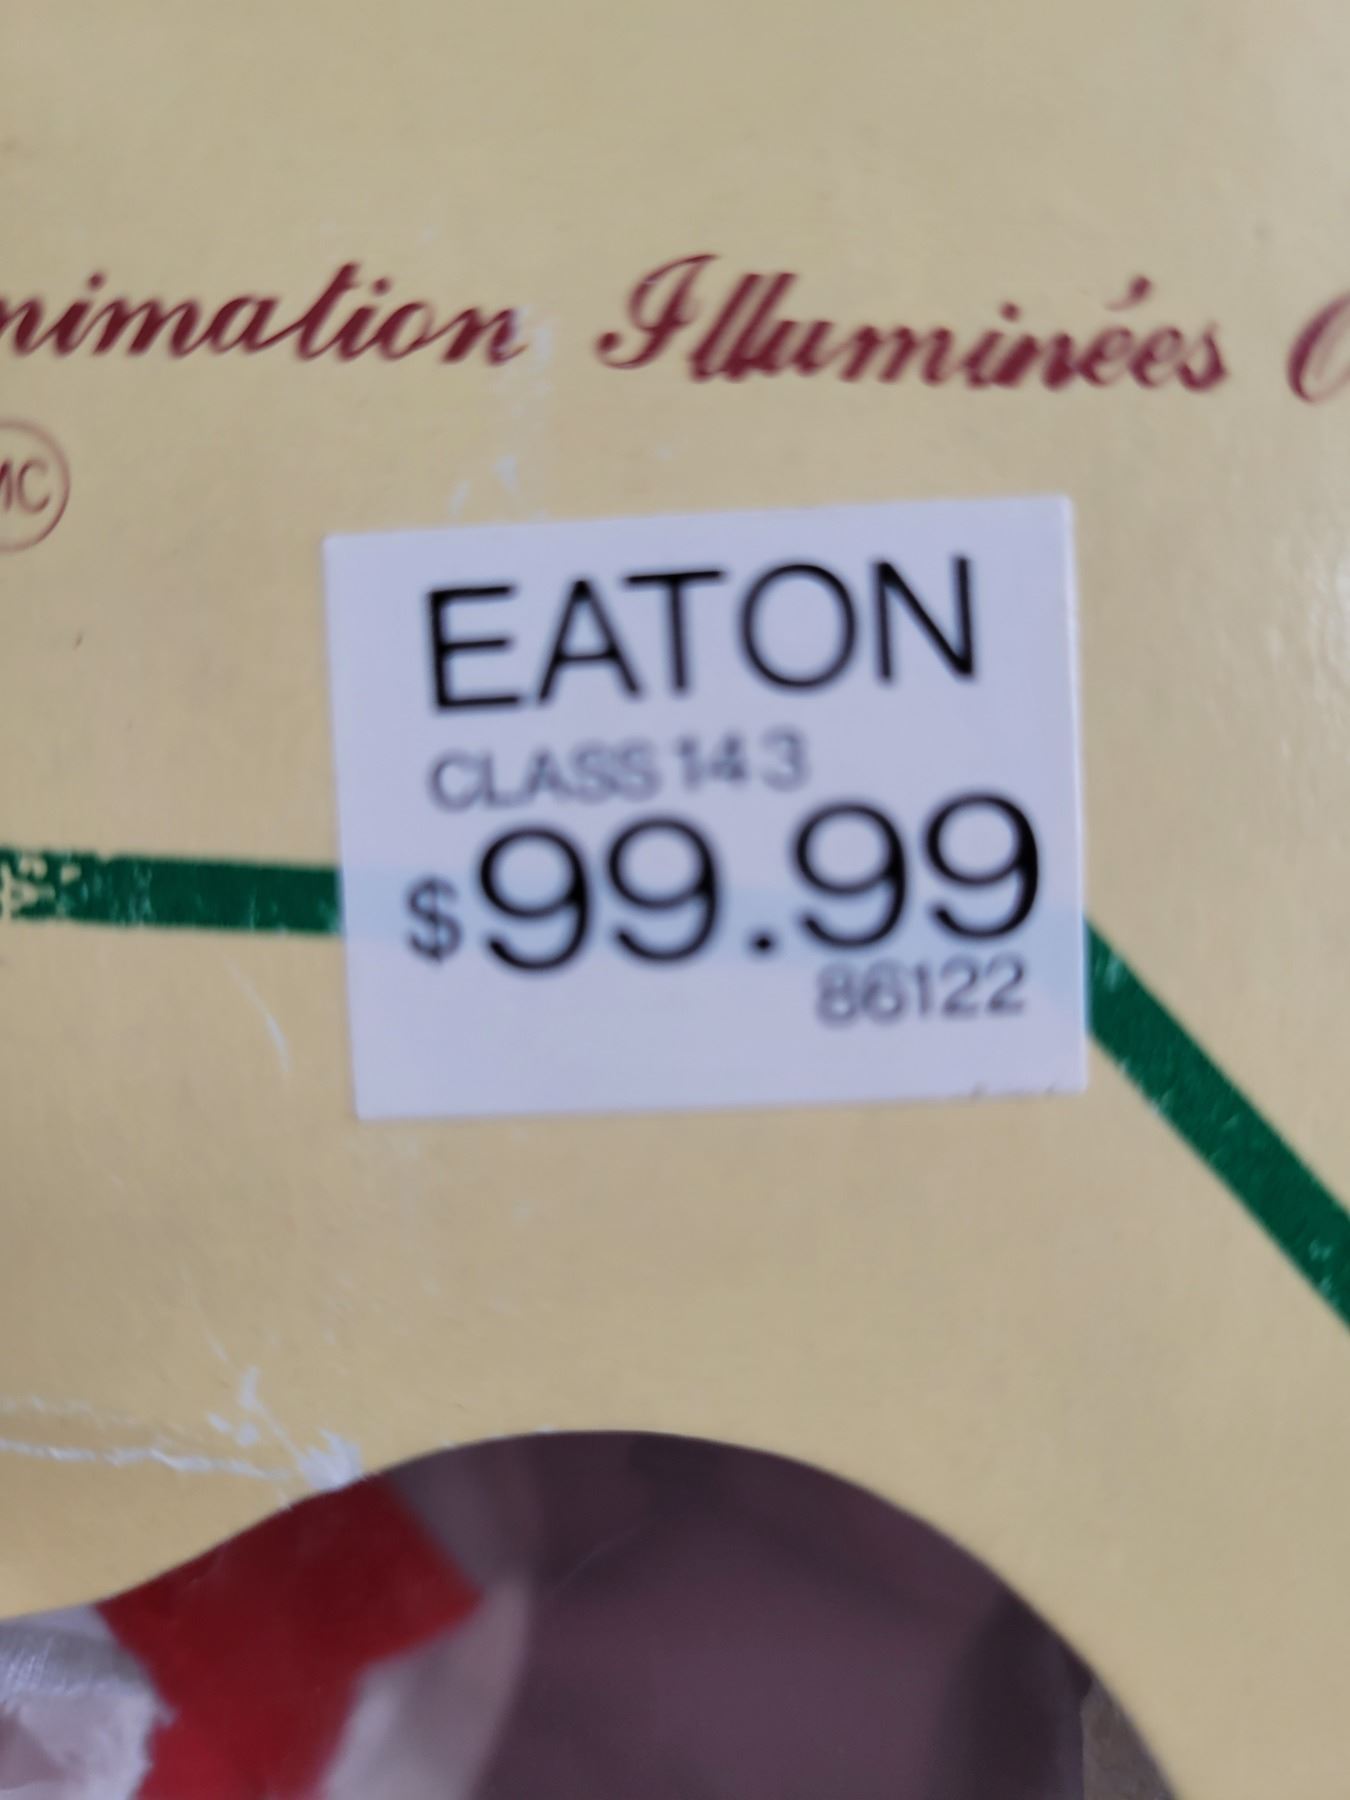 nimation Illuminées
MC
EATON
CLASS 143
$99.99
86122